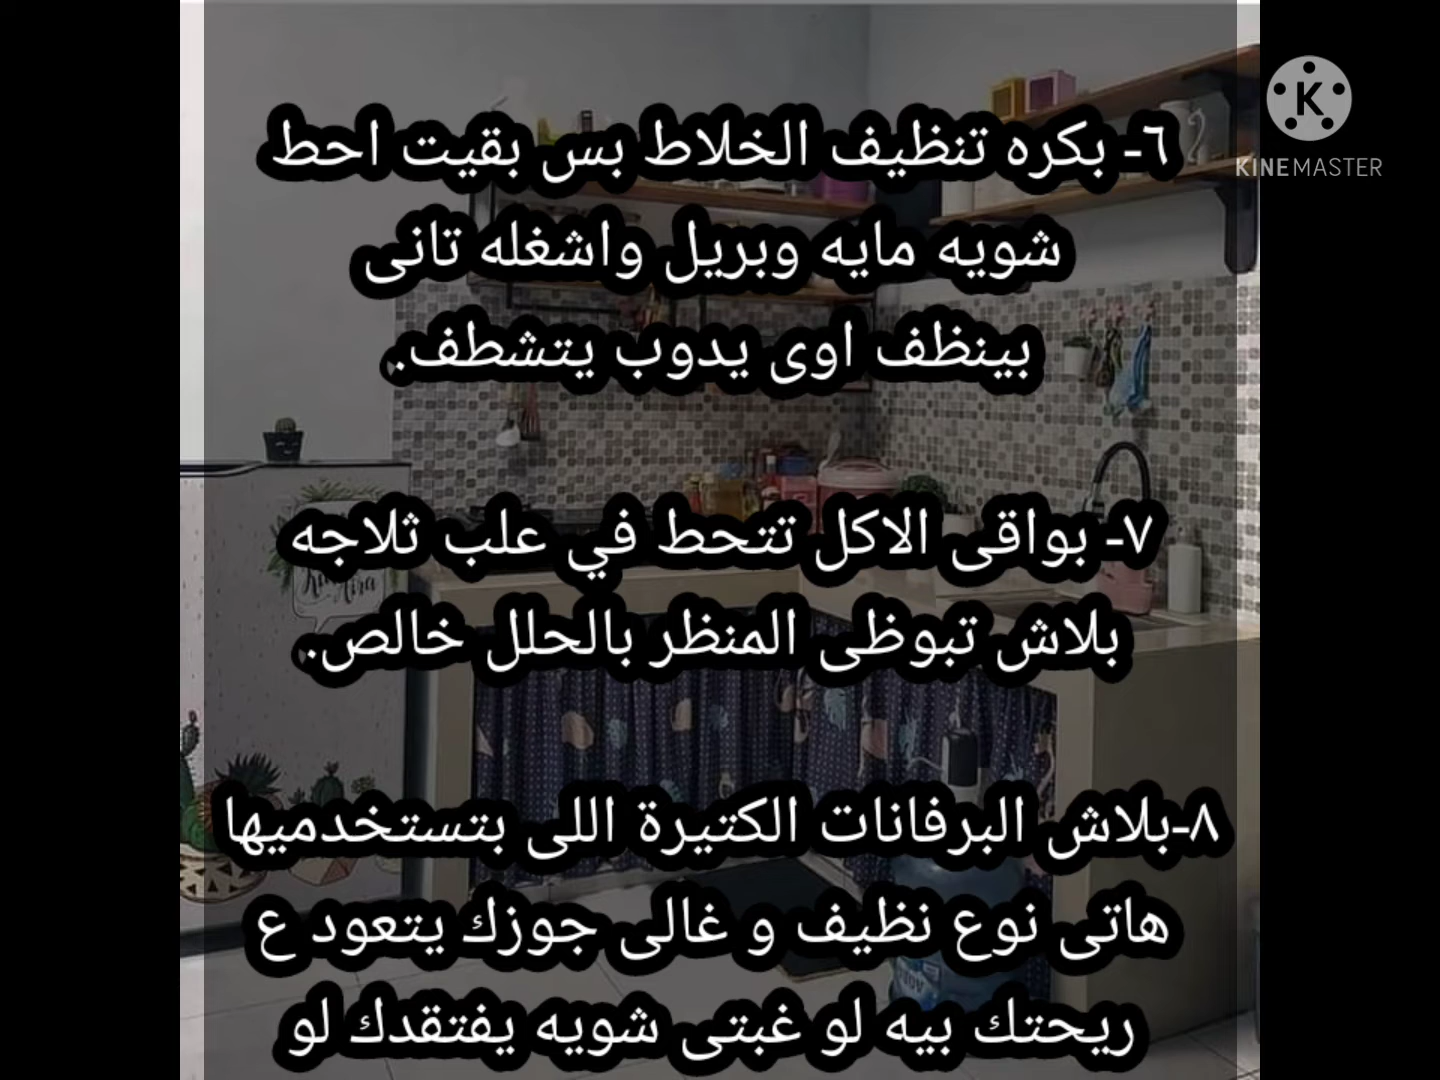 ٦- بكره تنظيف الخلاط بس بقيت احط
شويه مايه وبريل واشغله تانى
بينظف اوى يدوب يتشطف.
٧- بواقى الاكل تتحط في علب ثلاجه
بلاش تبوظى المنظر بالحلل خالص.
٨-بلاش البرفانات الكتيرة اللى بتستخدميها
هاتى نوع نظيف و غالى جوزك يتعود ع
ريحتك بيه لو غبتى شويه يفتقدك لو
KINEMASTER